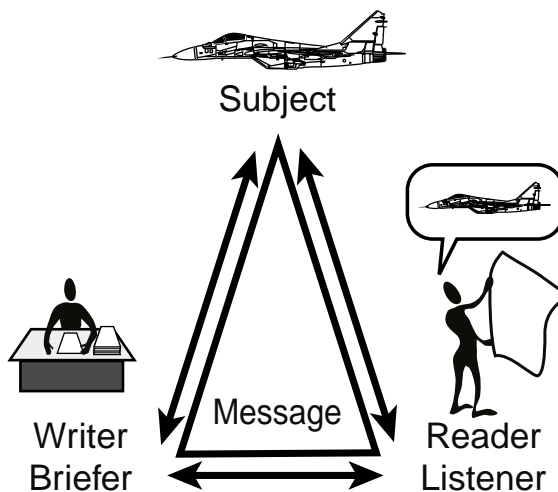 Subject
Message
Writer
Briefer
Reader
Listener